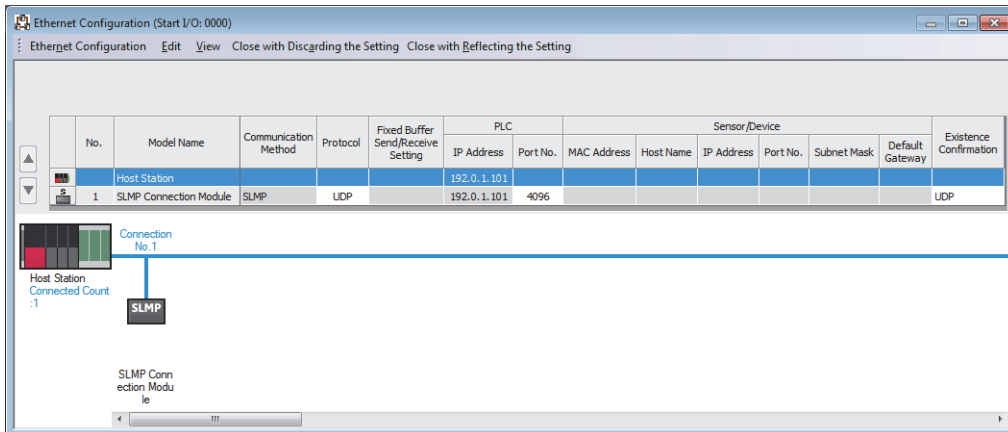 Ethernet Configuration (Start I/O: 0000)
Ethernet Configuration Edit View Close with Discarding the Setting Close with Reflecting the Setting
No. Model Name Communication Method Protocol Fixed Buffer Send/Receive Setting PLC Sensor/Device Existence Confirmation
IP Address Port No. MAC Address Host Name IP Address Port No. Subnet Mask Default Gateway
Host Station 192.0.1.101
S 1 SLMP Connection Module SLMP UDP 192.0.1.101 4096 UDP
Connection
No.1
Host Station
Connected Count
:1
SLMP
SLMP Conn
ection Modu
le